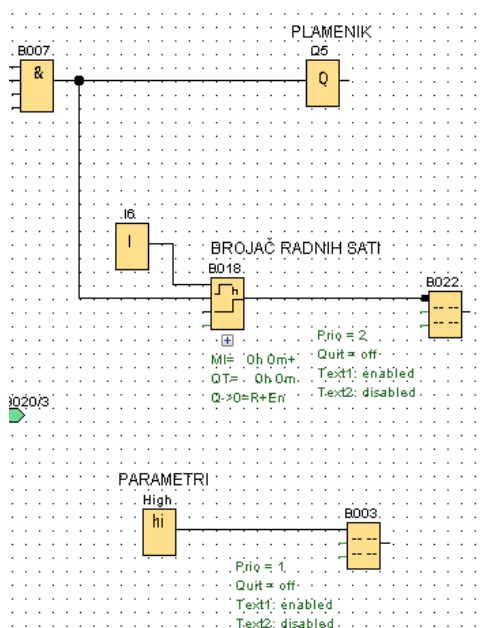 PLAMENIK
B007
Q5
&
Q
I6
I
BROJAČ RADNIH SATI
B018
h
B022
Prio = 2
Quit = off
Text1: enabled
Text2: disabled
MI= 0h 0m+
OT= 0h 0m
Q->0=R+En
B020/3
PARAMETRI
High
hi
B003
Prio = 1
Quit = off
Text1: enabled
Text2: disabled